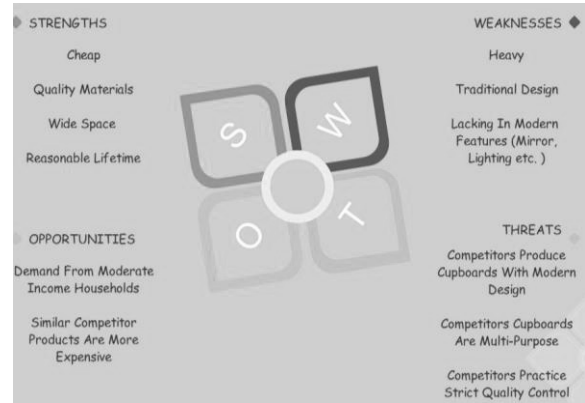 STRENGTHS
Cheap
Quality Materials
Wide Space
Reasonable Lifetime
WEAKNESSES
Heavy
Traditional Design
Lacking In Modern
Features (Mirror,
Lighting etc. )
S
W
O
T
OPPORTUNITIES
Demand From Moderate
Income Households
Similar Competitor
Products Are More
Expensive
THREATS
Competitors Produce
Cupboards With Modern
Design
Competitors Cupboards
Are Multi-Purpose
Competitors Practice
Strict Quality Control